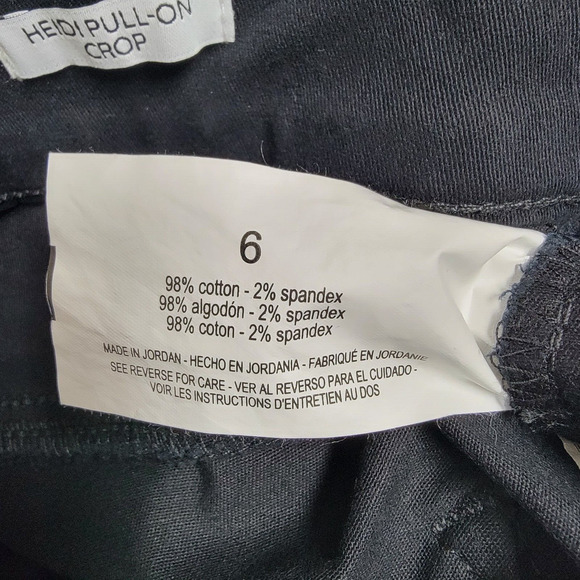 HEIDI PULL-ON
CROP
6
98% cotton - 2% spandex
98% algodón - 2% spandex
98% coton - 2% spandex
MADE IN JORDAN - HECHO EN JORDANIA - FABRIQUÉ EN JORDANIE
SEE REVERSE FOR CARE - VER AL REVERSO PARA EL CUIDADO -
VOIR LES INSTRUCTIONS D'ENTRETIEN AU DOS